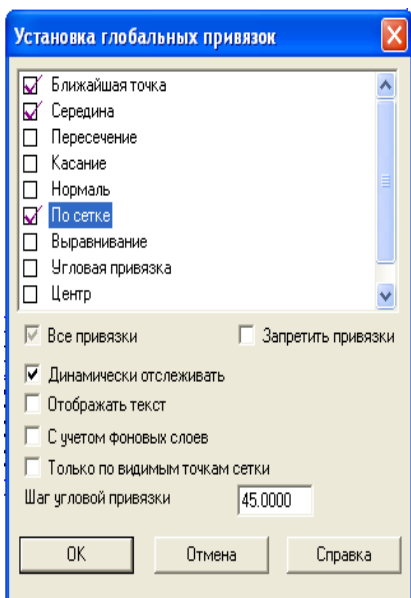 Установка глобальных привязок
Ближайшая точка
Середина
Пересечение
Касание
Нормаль
По сетке
Выравнивание
Угловая привязка
Центр
Все привязки Запретить привязки
Динамически отслеживать
Отображать текст
С учетом фоновых слоев
Только по видимым точкам сетки
Шаг угловой привязки 45.0000
OK Отмена Справка